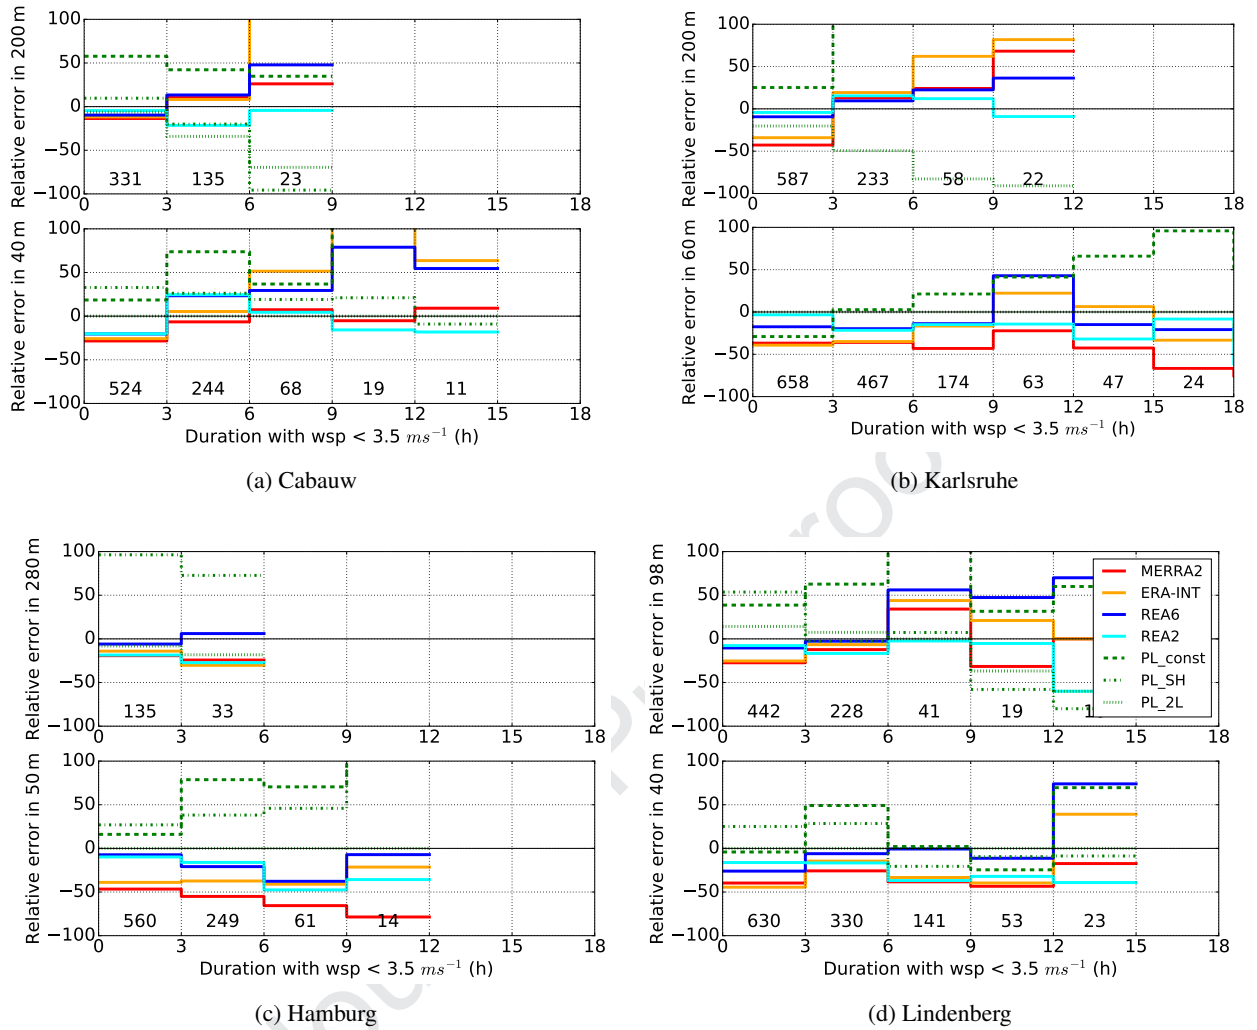 Relative error in 200 m
100
50
0
−50
−100
331 135 23
0 3 6 9 12 15 18
Relative error in 40 m
100
50
0
−50
−100
524 244 68 19 11
0 3 6 9 12 15 18
Duration with wsp < 3.5 ms⁻¹ (h)
(a) Cabauw
Relative error in 200 m
100
50
0
−50
−100
587 233 58 22
0 3 6 9 12 15 18
Relative error in 60 m
100
50
0
−50
−100
658 467 174 63 47 24
0 3 6 9 12 15 18
Duration with wsp < 3.5 ms⁻¹ (h)
(b) Karlsruhe
Relative error in 280 m
100
50
0
−50
−100
135 33
0 3 6 9 12 15 18
Relative error in 50 m
100
50
0
−50
−100
560 249 61 14
0 3 6 9 12 15 18
Duration with wsp < 3.5 ms⁻¹ (h)
(c) Hamburg
Relative error in 98 m
100
50
0
−50
−100
442 228 41 19
MERRA2
ERA-INT
REA6
REA2
PL_const
PL_SH
PL_2L
0 3 6 9 12 15 18
Relative error in 40 m
100
50
0
−50
−100
630 330 141 53 23
0 3 6 9 12 15 18
Duration with wsp < 3.5 ms⁻¹ (h)
(d) Lindenberg